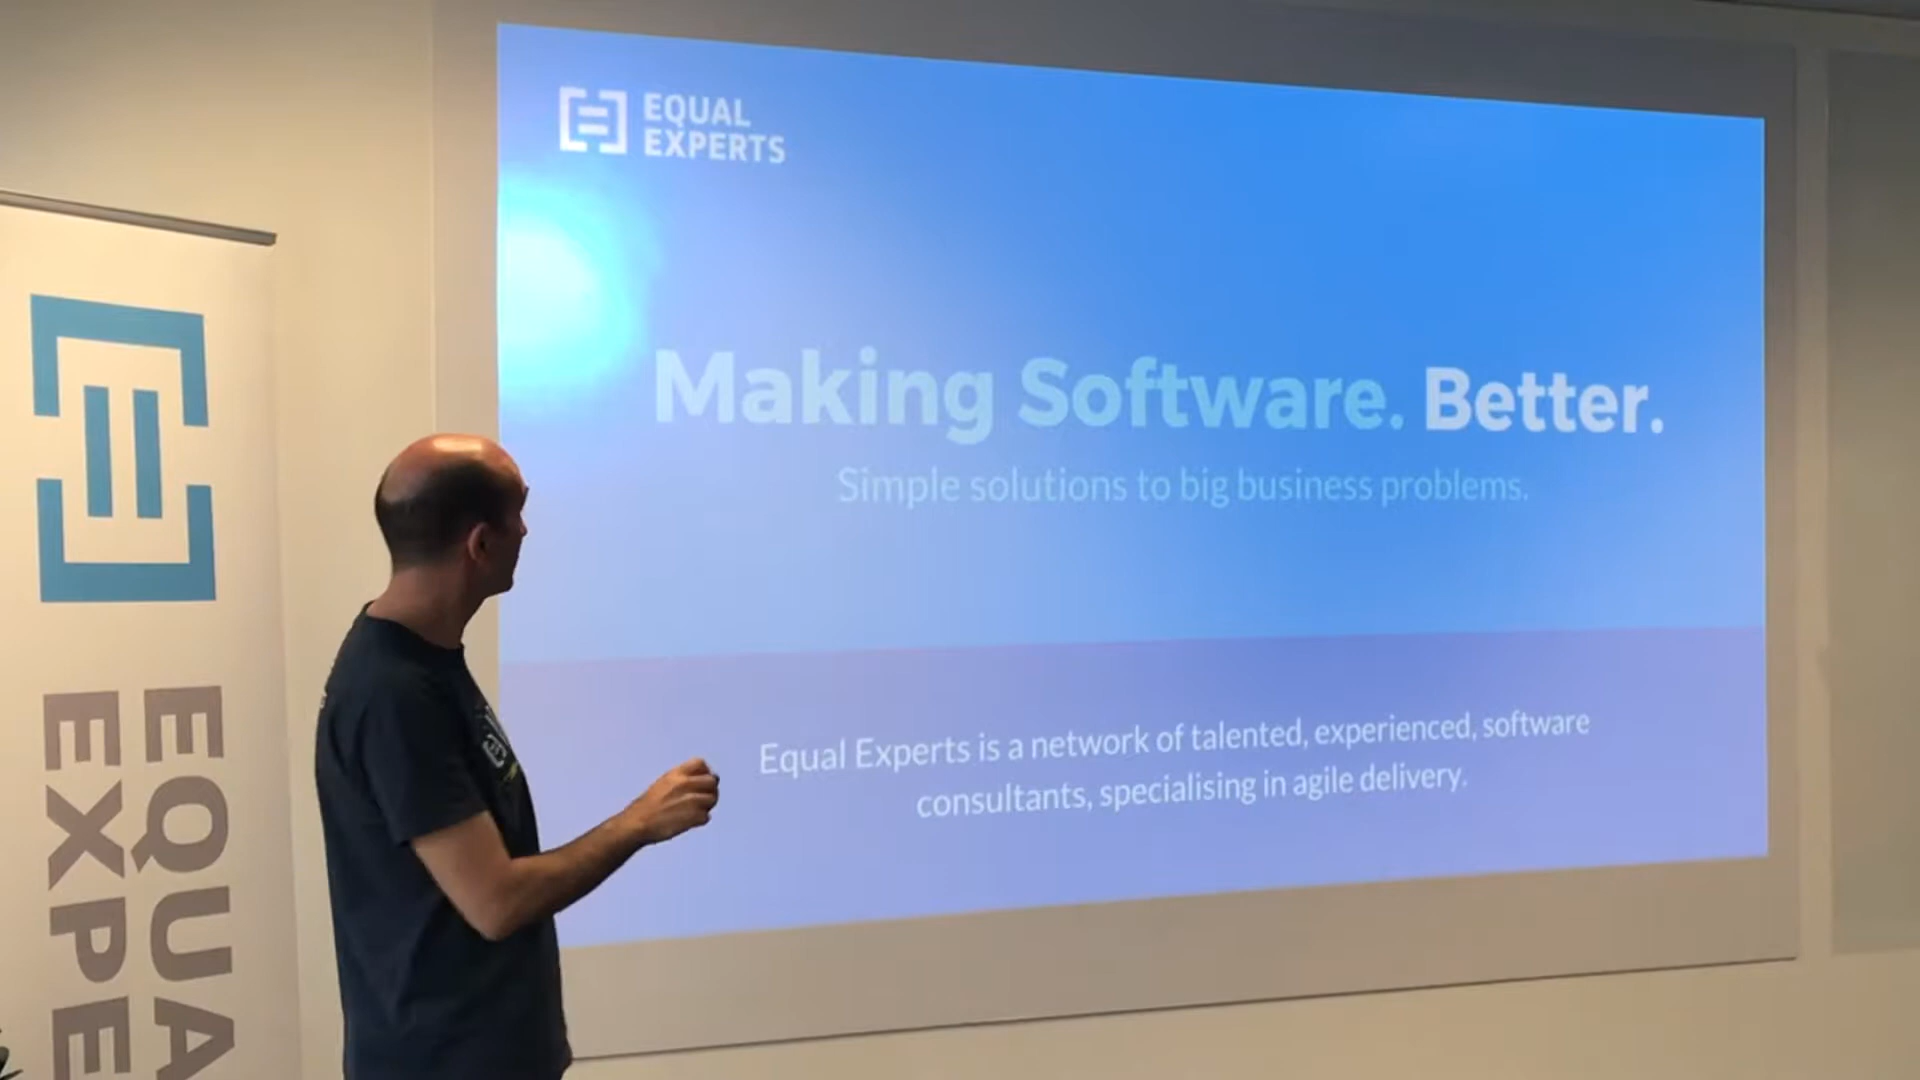 EQUAL
EXPERTS
Making Software. Better.
Simple solutions to big business problems.
Equal Experts is a network of talented, experienced, software
consultants, specialising in agile delivery.
EQUA
EXPE